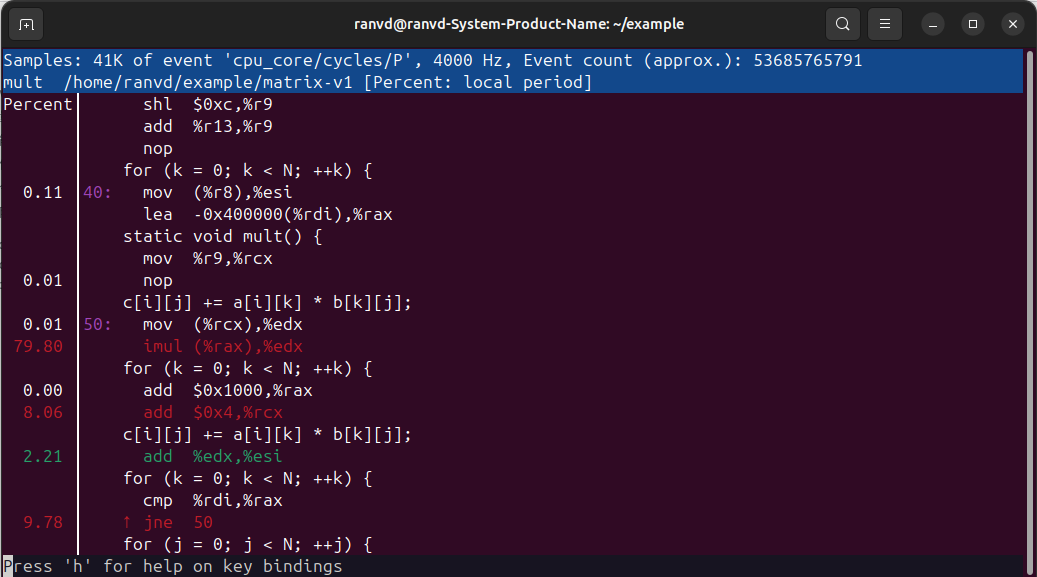 ranvd@ranvd-System-Product-Name: ~/example
Samples: 41K of event 'cpu_core/cycles/P', 4000 Hz, Event count (approx.): 53685765791
mult  /home/ranvd/example/matrix-v1 [Percent: local period]
Percent       shl  $0xc,%r9
              add  %r13,%r9
              nop
            for (k = 0; k < N; ++k) {
  0.11  40:   mov  (%r8),%esi
              lea  -0x400000(%rdi),%rax
            static void mult() {
              mov  %r9,%rcx
  0.01        nop
            c[i][j] += a[i][k] * b[k][j];
  0.01  50:   mov  (%rcx),%edx
 79.80        imul (%rax),%edx
            for (k = 0; k < N; ++k) {
  0.00        add  $0x1000,%rax
  8.06        add  $0x4,%rcx
            c[i][j] += a[i][k] * b[k][j];
  2.21        add  %edx,%esi
            for (k = 0; k < N; ++k) {
              cmp  %rdi,%rax
  9.78      ↑ jne  50
            for (j = 0; j < N; ++j) {
Press 'h' for help on key bindings